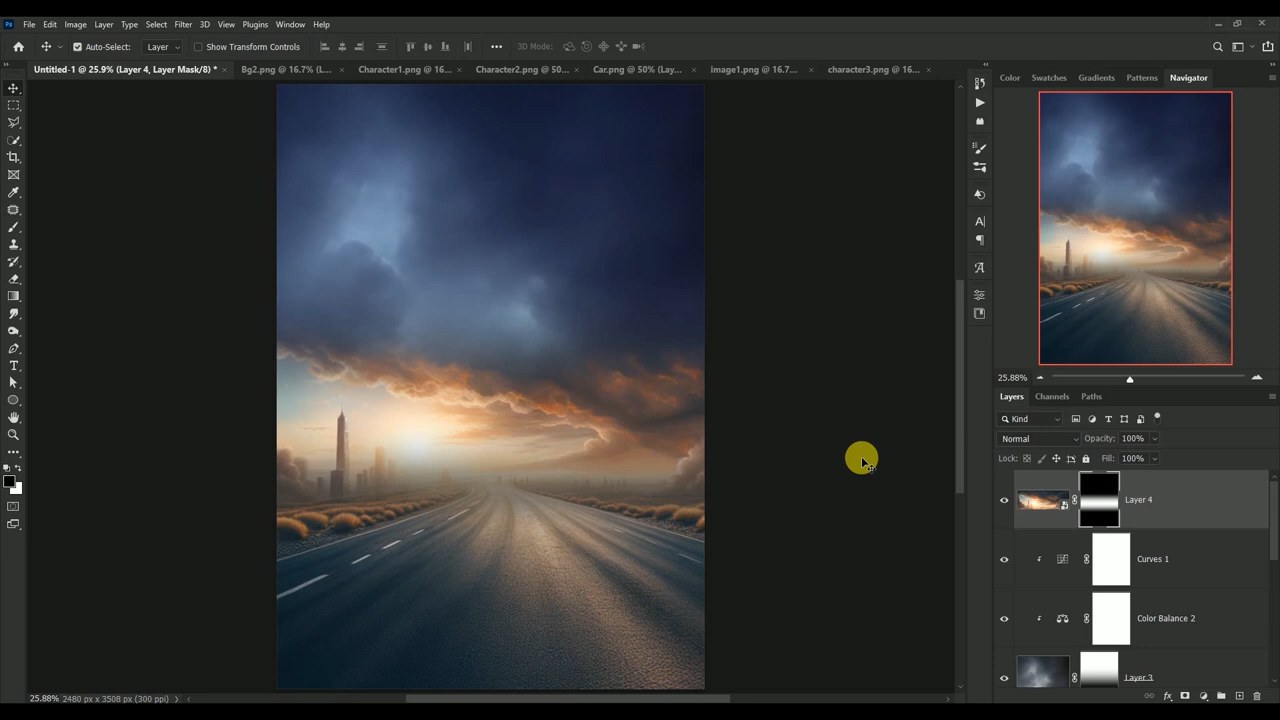 Ps File Edit Image Layer Type Select Filter 3D View Plugins Window Help
Auto-Select: Layer Show Transform Controls 3D Mode:
Untitled-1 @ 25.9% (Layer 4, Layer Mask/8) * × Bg2.png @ 16.7% (L... × Character1.png @ 16... × Character2.png @ 50... × Car.png @ 50% (Lay... × image1.png @ 16.7... × character3.png @ 16... ×
Color Swatches Gradients Patterns Navigator
25.88%
Layers Channels Paths
Kind
Normal Opacity: 100%
Lock: Fill: 100%
Layer 4
Curves 1
Color Balance 2
Layer 3
25.88% 2480 px x 3508 px (300 ppi)